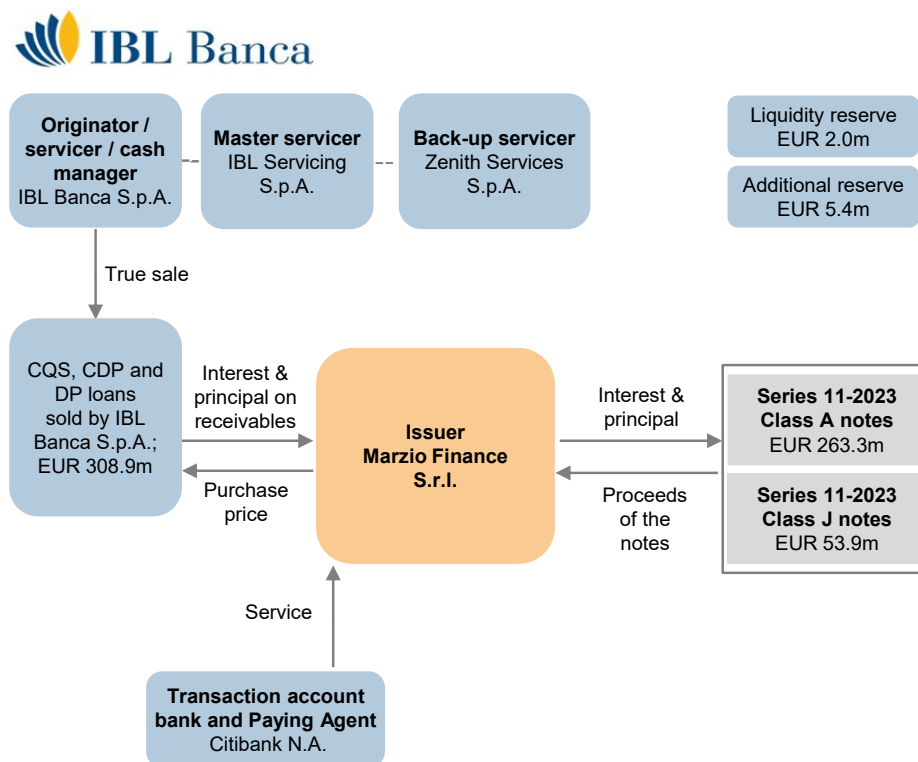 IBL Banca
Originator /
servicer / cash
manager
IBL Banca S.p.A.
Master servicer
IBL Servicing
S.p.A.
Back-up servicer
Zenith Services
S.p.A.
Liquidity reserve
EUR 2.0m
Additional reserve
EUR 5.4m
True sale
CQS, CDP and
DP loans
sold by IBL
Banca S.p.A.;
EUR 308.9m
Interest &
principal on
receivables
Purchase
price
Issuer
Marzio Finance
S.r.l.
Interest &
principal
Proceeds
of the
notes
Series 11-2023
Class A notes
EUR 263.3m
Series 11-2023
Class J notes
EUR 53.9m
Service
Transaction account
bank and Paying Agent
Citibank N.A.